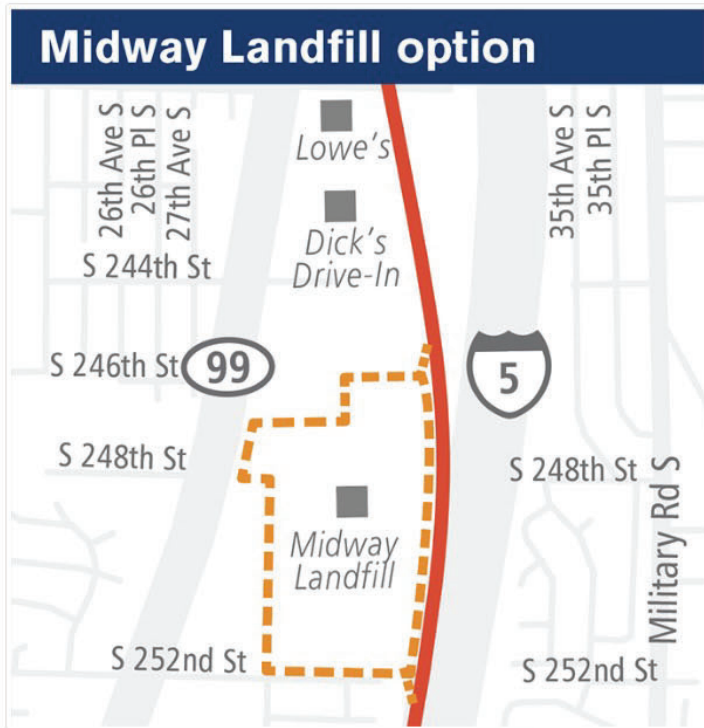 Midway Landfill option
26th Ave S
26th Pl S
27th Ave S
Lowe's
35th Ave S
35th Pl S
Dick's
Drive-In
S 244th St
S 246th St
99
5
S 248th St
S 248th St
Military Rd S
Midway
Landfill
S 252nd St
S 252nd St